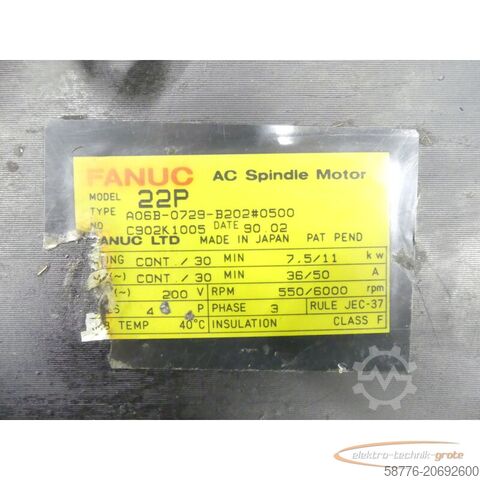 FANUC AC Spindle Motor
MODEL 22P
TYPE A06B-0729-B202#0500
NO C902K1005 DATE 90.02
FANUC LTD MADE IN JAPAN PAT PEND
ING CONT./30 MIN 7.5/11 kw
(~) CONT./30 MIN 36/50 A
(~) 200 V RPM 550/6000 rpm
S 4 P PHASE 3 RULE JEC-37
B TEMP 40°C INSULATION CLASS F
elektro-technik-grote
58776-20692600